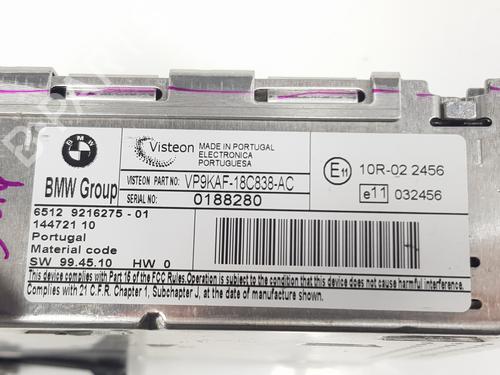 BMW
Visteon
MADE IN PORTUGAL
ELECTRONICA
PORTUGUESA
VISTEON PART NO: VP9KAF-18C838-AC
SERIAL NO: 0188280
BMW Group
6512 9216275 - 01
144721 10
Portugal
Material code
SW 99.45.10 HW 0
E11 10R-02 2456
e11 032456
This device complies with Part 15 of the FCC Rules. Operation is subject to the condition that this device does not cause harmful interference.
Complies with 21 C.F.R. Chapter 1, Subchapter J, at the date of manufacture shown.